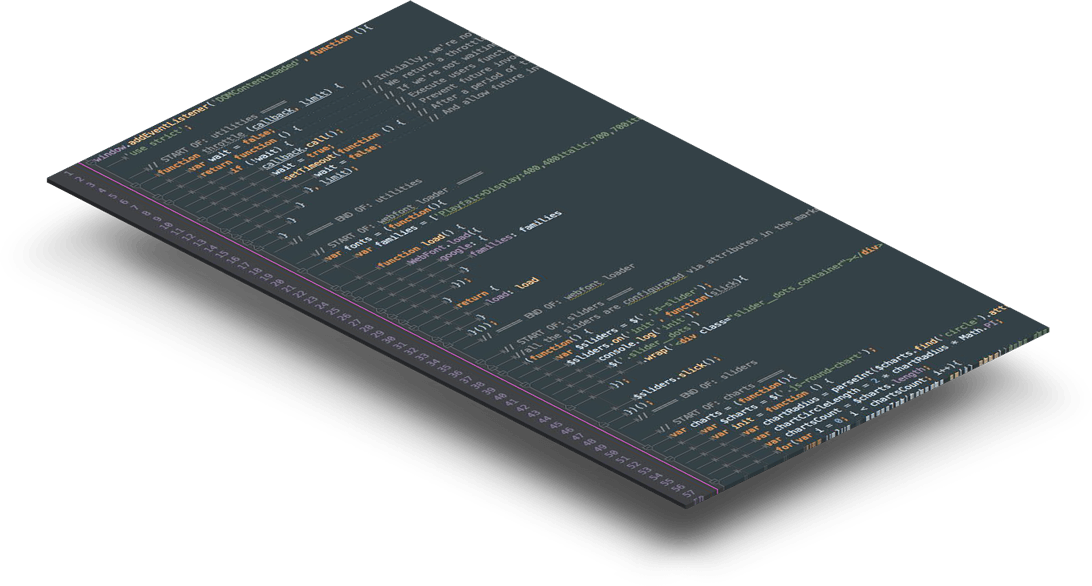 window.addEventListener('DOMContentLoaded', function (){
'use strict';
// START OF: utilities =====
function throttle (callback, limit) {
var wait = false;
return function () {
if (!wait) {
callback.call();
wait = true;
setTimeout(function () {
wait = false;
}, limit);
}
}
}
// ===== END OF: utilities
// Initially, we're no
// We return a throttle
// If we're not waiting
// Execute users funct
// Prevent future invo
// After a period of t
// And allow future in
// START OF: webfont loader =====
var fonts = (function(){
var families = ['Playfair+Display:400,400italic,700,700it
function load() {
WebFont.load({
google: {
families: families
}
});
}
return {
load: load
}
})();
// ===== END OF: webfont loader
// START OF: sliders =====
//all the sliders are configurated via attributes in the mark
(function() {
var $sliders = $('.js-slider');
$sliders.on('init', function(slick){
console.log('init');
$('.slider__dots')
.wrap('<div class="slider__dots_container"></div>
});
$sliders.slick();
})();
// ===== END OF: sliders
// START OF: charts =====
var charts = (function(){
var $charts = $('.js-round-chart');
var init = function () {
var chartRadius = parseInt($charts.find('circle').att
var chartCircleLength = 2 * chartRadius * Math.PI;
var chartsCount = $charts.length;
for(var i = 0; i < chartsCount; i++){
1
2
3
4
5
6
7
8
9
10
11
12
13
14
15
16
17
18
19
20
21
22
23
24
25
26
27
28
29
30
31
32
33
34
35
36
37
38
39
40
41
42
43
44
45
46
47
48
49
50
51
52
53
54
55
56
57